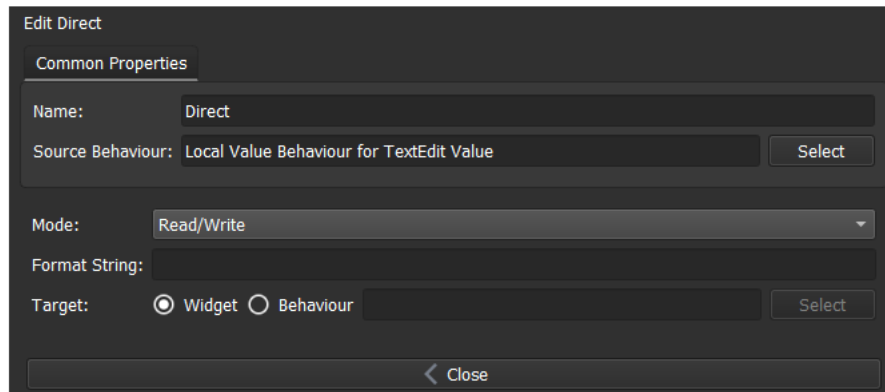 Edit Direct
Common Properties
Name: Direct
Source Behaviour: Local Value Behaviour for TextEdit Value Select
Mode: Read/Write
Format String:
Target: Widget Behaviour Select
Close